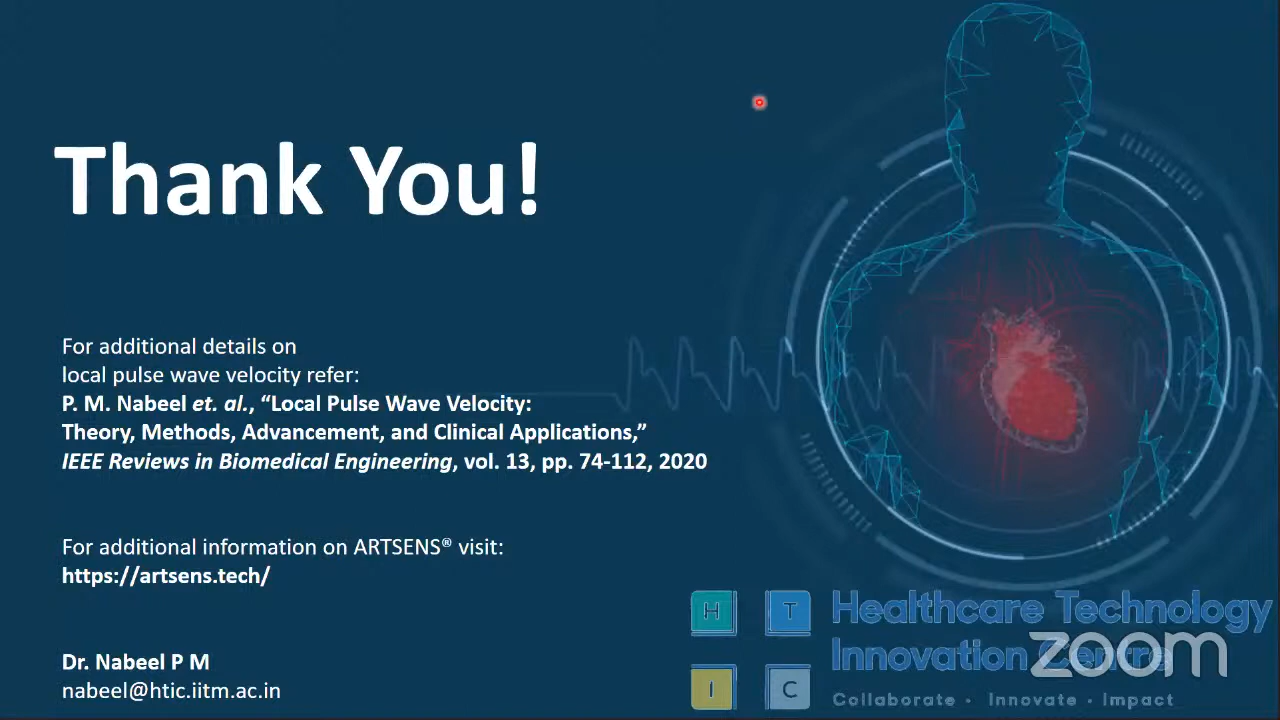 Thank You!
For additional details on
local pulse wave velocity refer:
P. M. Nabeel et. al., “Local Pulse Wave Velocity:
Theory, Methods, Advancement, and Clinical Applications,”
IEEE Reviews in Biomedical Engineering, vol. 13, pp. 74-112, 2020
For additional information on ARTSENS® visit:
https://artsens.tech/
Dr. Nabeel P M
nabeel@htic.iitm.ac.in
H T
I C
Healthcare Technology
Innovation Centre
zoom
Collaborate · Innovate · Impact